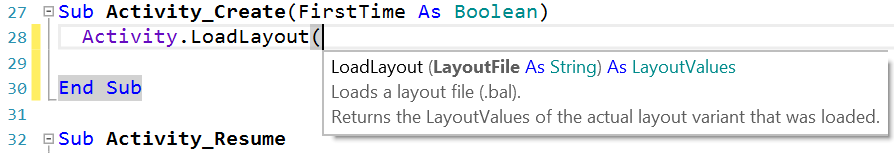 27 Sub Activity_Create(FirstTime As Boolean)
28 Activity.LoadLayout(
29 LoadLayout (LayoutFile As String) As LayoutValues
Loads a layout file (.bal).
30 End Sub
Returns the LayoutValues of the actual layout variant that was loaded.
31
32 Sub Activity_Resume